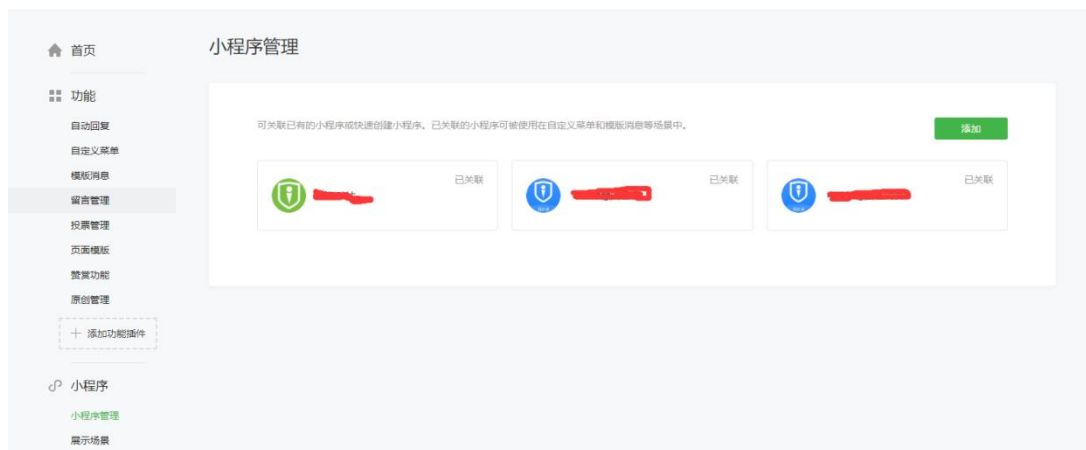 首页
功能
自动回复
自定义菜单
模版消息
留言管理
投票管理
页面模版
赞赏功能
原创管理
添加功能插件
小程序
小程序管理
展示场景
小程序管理
可关联已有的小程序或快速创建小程序。已关联的小程序可被使用在自定义菜单和模版消息等场景中。
添加
已关联
已关联
已关联